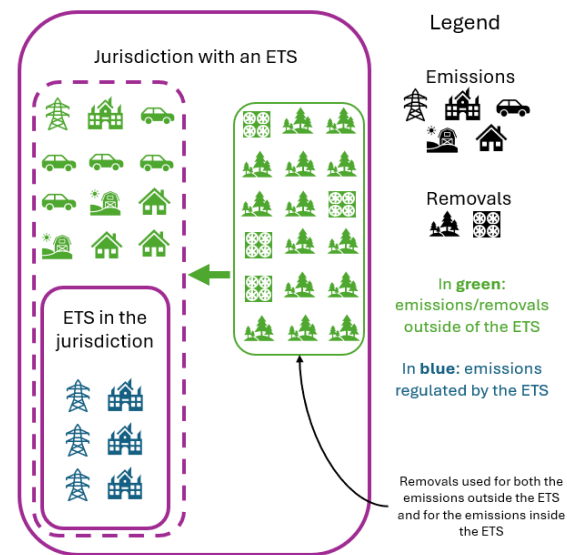 Jurisdiction with an ETS
ETS in the
jurisdiction
Legend
Emissions
Removals
In green:
emissions/removals
outside of the ETS
In blue: emissions
regulated by the ETS
Removals used for both the
emissions outside the ETS
and for the emissions inside
the ETS